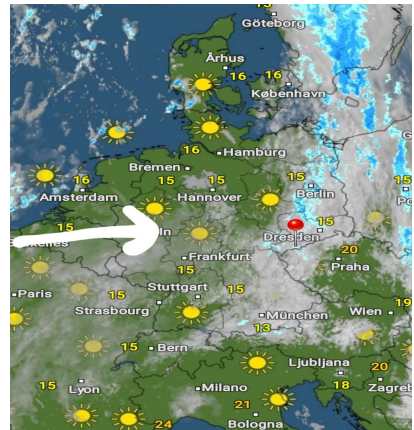 Göteborg
Århus
16
16
København
16
Hamburg
Bremen
16
15
15
15
15
Amsterdam
Hannover
Berlin
15
15
Dresden
20
Frankfurt
Praha
15
Paris
Stuttgart
15
15
19
Strasbourg
München
Wien
13
15
Bern
Ljubljana
20
15
18
Lyon
Milano
Zagreb
21
24
Bologna